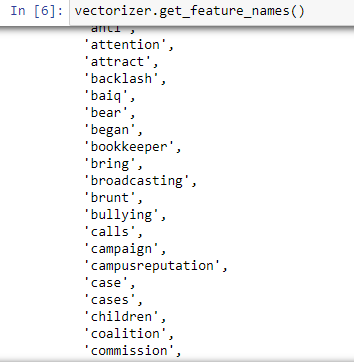 In [6]: vectorizer.get_feature_names()
'anti',
'attention',
'attract',
'backlash',
'baiq',
'bear',
'began',
'bookkeeper',
'bring',
'broadcasting',
'brunt',
'bullying',
'calls',
'campaign',
'campusreputation',
'case',
'cases',
'children',
'coalition',
'commission',